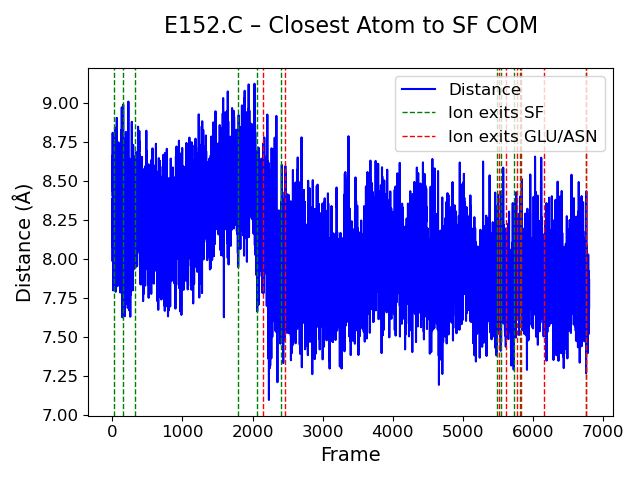 E152.C – Closest Atom to SF COM
Distance
Ion exits SF
Ion exits GLU/ASN
Distance (Å)
9.00
8.75
8.50
8.25
8.00
7.75
7.50
7.25
7.00
0 1000 2000 3000 4000 5000 6000 7000
Frame